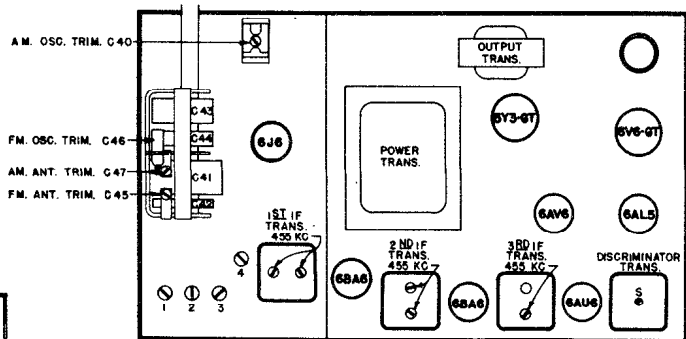 AM. OSC. TRIM. C40
FM. OSC. TRIM. C46
AM. ANT. TRIM. C47
FM. ANT. TRIM. C45
C43
C44
C41
C42
6J6
1ST IF
TRANS.
455 KC
4
1 2 3
POWER
TRANS.
OUTPUT
TRANS.
5Y3-GT
6V6-GT
6AV6
6AL5
6BA6
2ND IF
TRANS.
455 KC
6BA6
3RD IF
TRANS.
455 KC
6AU6
DISCRIMINATOR
TRANS.
S